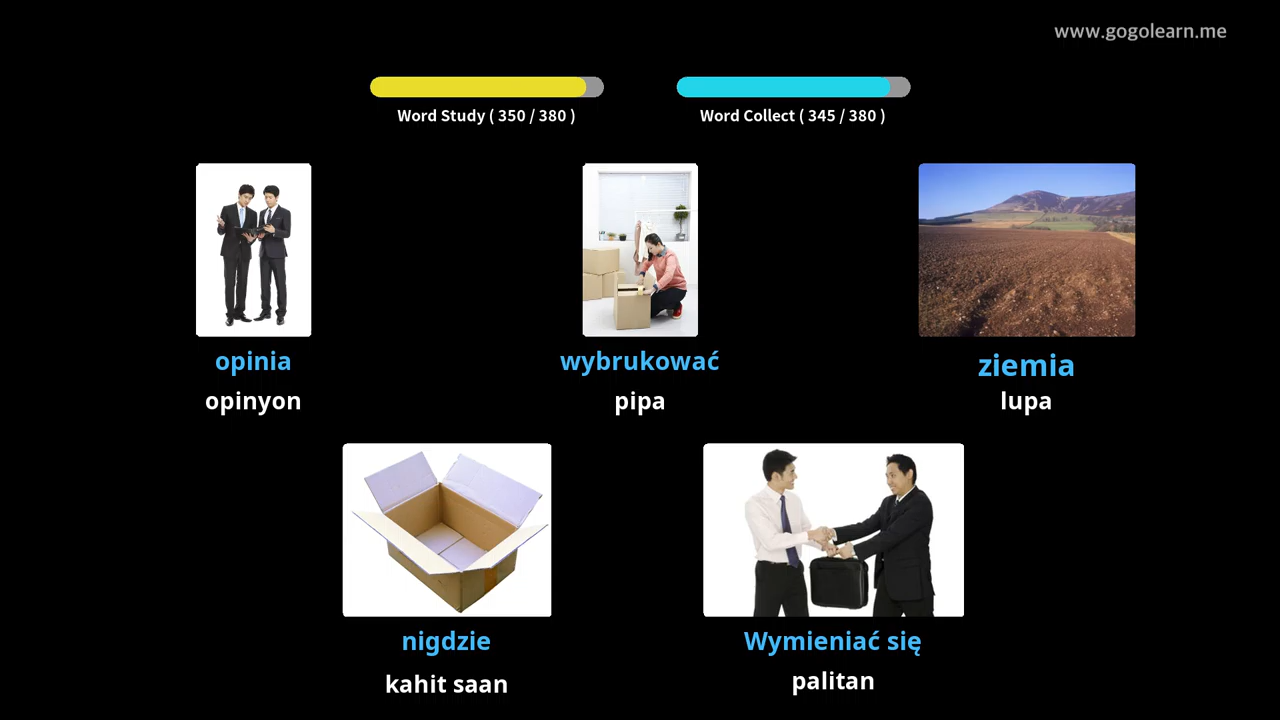 www.gogolearn.me
Word Study ( 350 / 380 )
Word Collect ( 345 / 380 )
opinia
wybrukować
ziemia
opinyon
pipa
lupa
nigdzie
Wymieniać się
kahit saan
palitan